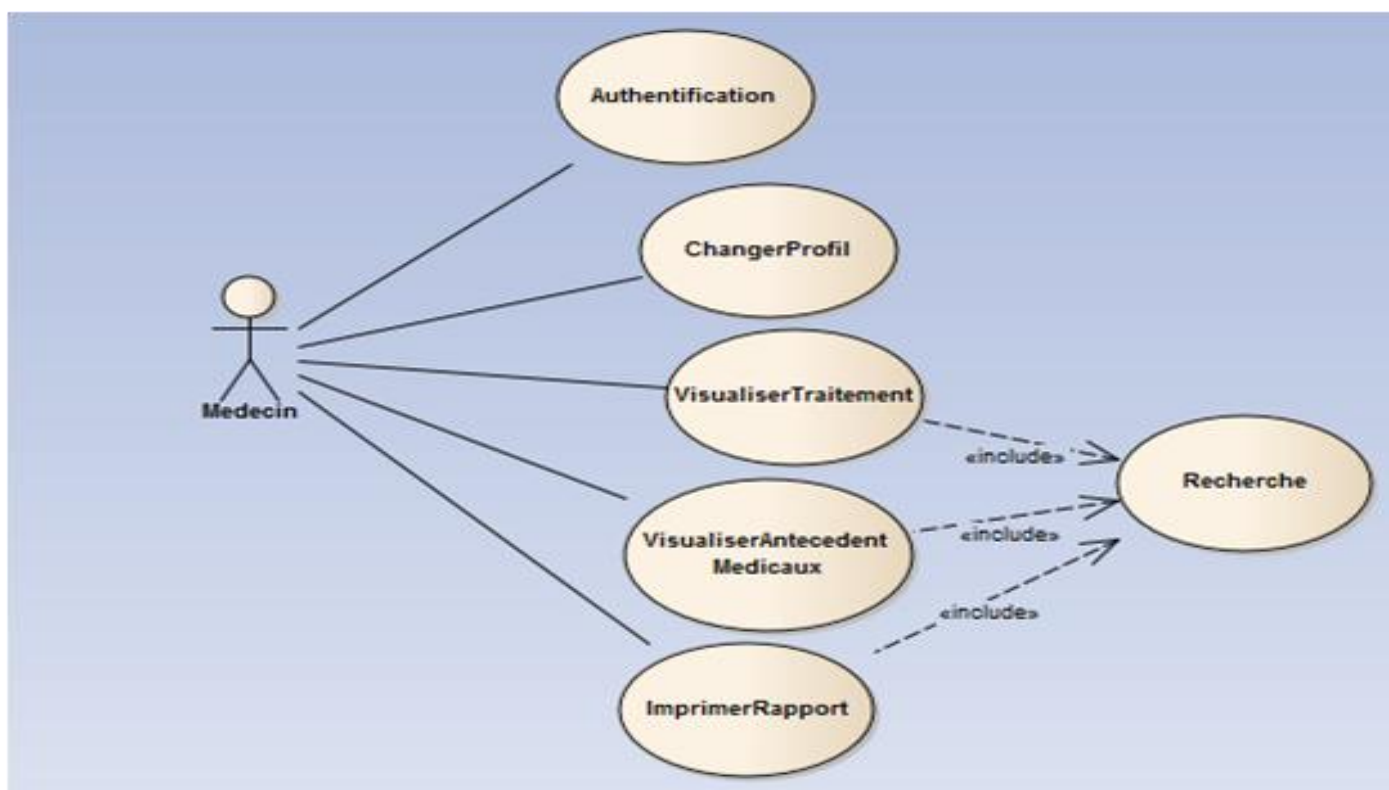 Authentification
ChangerProfil
Medecin
VisualiserTraitement
«include»
Recherche
VisualiserAntecedent
Medicaux
«include»
«include»
ImprimerRapport